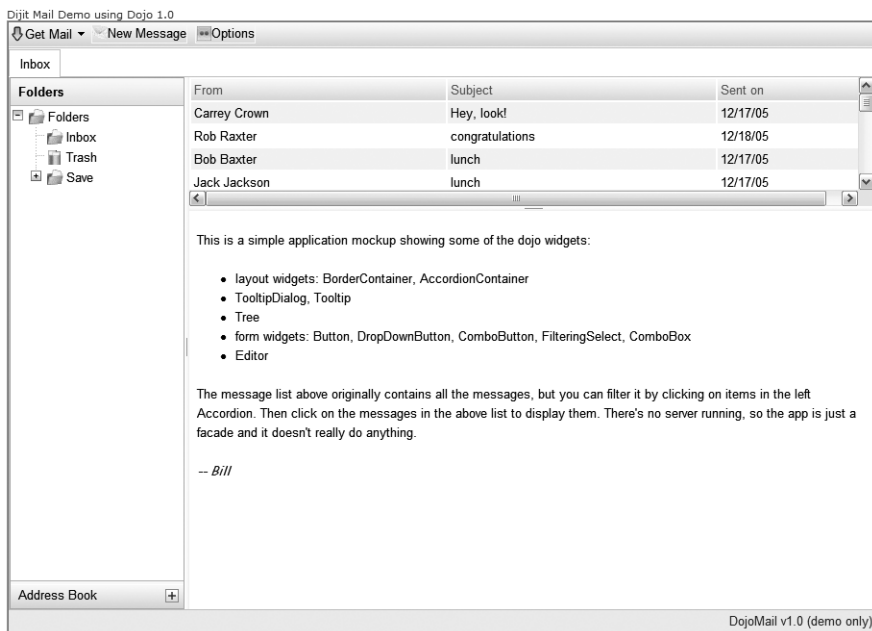 Dijit Mail Demo using Dojo 1.0
Get Mail New Message Options
Inbox
Folders
Folders
Inbox
Trash
Save
Address Book
From Subject Sent on
Carrey Crown Hey, look! 12/17/05
Rob Raxter congratulations 12/18/05
Bob Baxter lunch 12/17/05
Jack Jackson lunch 12/17/05
This is a simple application mockup showing some of the dojo widgets:
• layout widgets: BorderContainer, AccordionContainer
• TooltipDialog, Tooltip
• Tree
• form widgets: Button, DropDownButton, ComboButton, FilteringSelect, ComboBox
• Editor
The message list above originally contains all the messages, but you can filter it by clicking on items in the left
Accordion. Then click on the messages in the above list to display them. There's no server running, so the app is just a
facade and it doesn't really do anything.
-- Bill
DojoMail v1.0 (demo only)